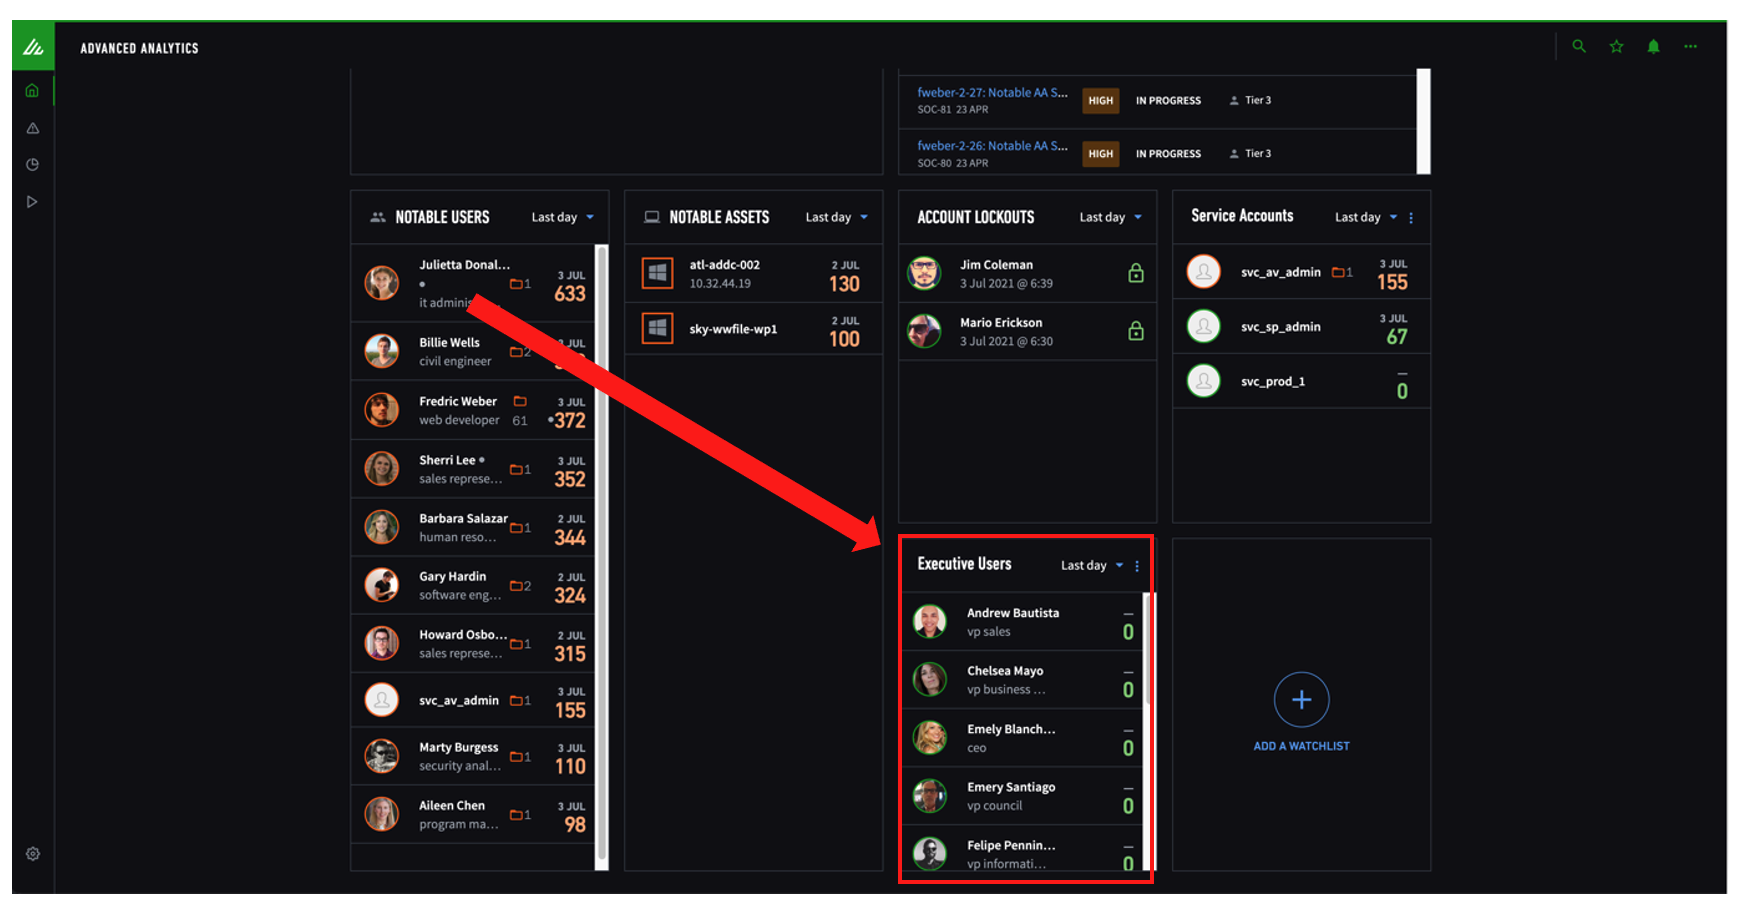 ADVANCED ANALYTICS
fweber-2-27: Notable AA S... HIGH IN PROGRESS Tier 3
SOC-81 23 APR
fweber-2-26: Notable AA S... HIGH IN PROGRESS Tier 3
SOC-80 23 APR
NOTABLE USERS Last day
Julietta Donal... 3 JUL
1 633
it adminis
Billie Wells JUL
civil engineer 2
Fredric Weber 3 JUL
web developer 61 372
Sherri Lee 3 JUL
sales represe... 1 352
Barbara Salazar 2 JUL
human reso... 1 344
Gary Hardin 2 JUL
software eng... 2 324
Howard Osbo... 2 JUL
sales represe... 1 315
svc_av_admin 1 3 JUL
155
Marty Burgess 3 JUL
security anal... 1 110
Aileen Chen 3 JUL
program ma... 1 98
NOTABLE ASSETS Last day
atl-addc-002 2 JUL
10.32.44.19 130
sky-wwfile-wp1 2 JUL
100
ACCOUNT LOCKOUTS Last day
Jim Coleman
3 Jul 2021 @ 6:39
Mario Erickson
3 Jul 2021 @ 6:30
Service Accounts Last day
svc_av_admin 1 3 JUL
155
svc_sp_admin 3 JUL
67
svc_prod_1 —
0
Executive Users Last day
Andrew Bautista —
vp sales 0
Chelsea Mayo —
vp business ... 0
Emely Blanch... —
ceo 0
Emery Santiago —
vp council 0
Felipe Pennin... —
vp informati... 0
ADD A WATCHLIST